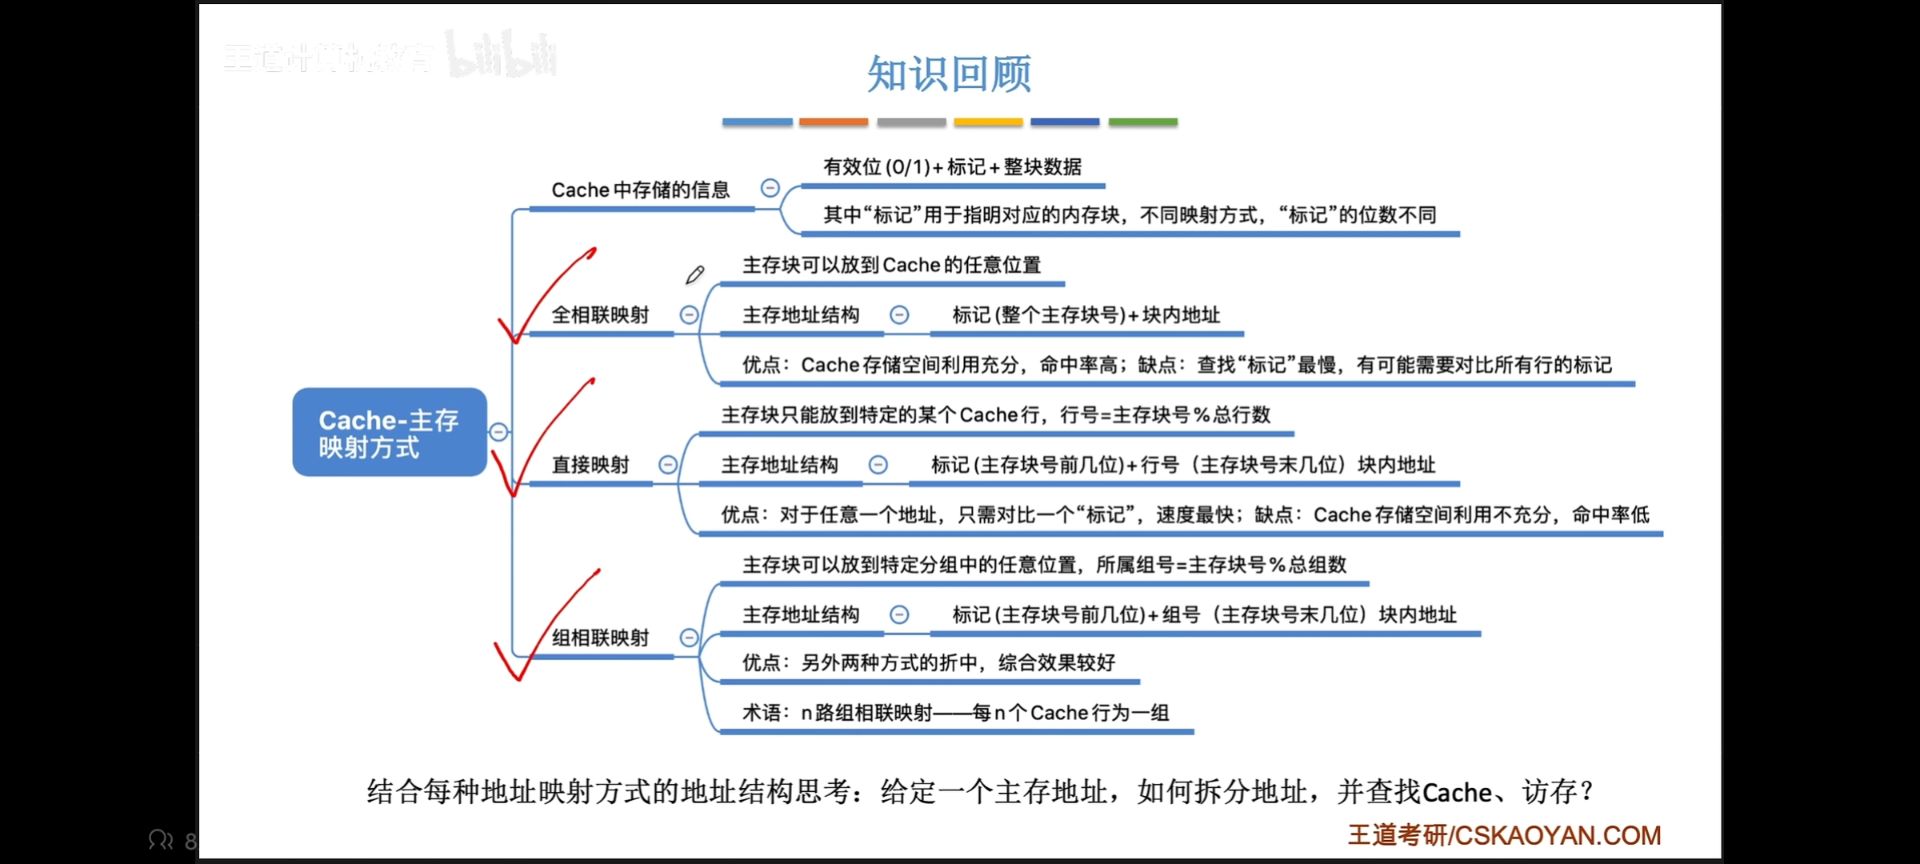 王道计算机教育 bilibili
知识回顾
Cache中存储的信息
有效位(0/1)+标记+整块数据
其中“标记”用于指明对应的内存块，不同映射方式，“标记”的位数不同
Cache-主存
映射方式
全相联映射
主存块可以放到Cache的任意位置
主存地址结构
标记(整个主存块号)+块内地址
优点：Cache存储空间利用充分，命中率高；缺点：查找“标记”最慢，有可能需要对比所有行的标记
直接映射
主存块只能放到特定的某个Cache行，行号=主存块号%总行数
主存地址结构
标记(主存块号前几位)+行号（主存块号末几位）块内地址
优点：对于任意一个地址，只需对比一个“标记”，速度最快；缺点：Cache存储空间利用不充分，命中率低
组相联映射
主存块可以放到特定分组中的任意位置，所属组号=主存块号%总组数
主存地址结构
标记(主存块号前几位)+组号（主存块号末几位）块内地址
优点：另外两种方式的折中，综合效果较好
术语：n路组相联映射——每n个Cache行为一组
结合每种地址映射方式的地址结构思考：给定一个主存地址，如何拆分地址，并查找Cache、访存？
王道考研/CSKAOYAN.COM
8